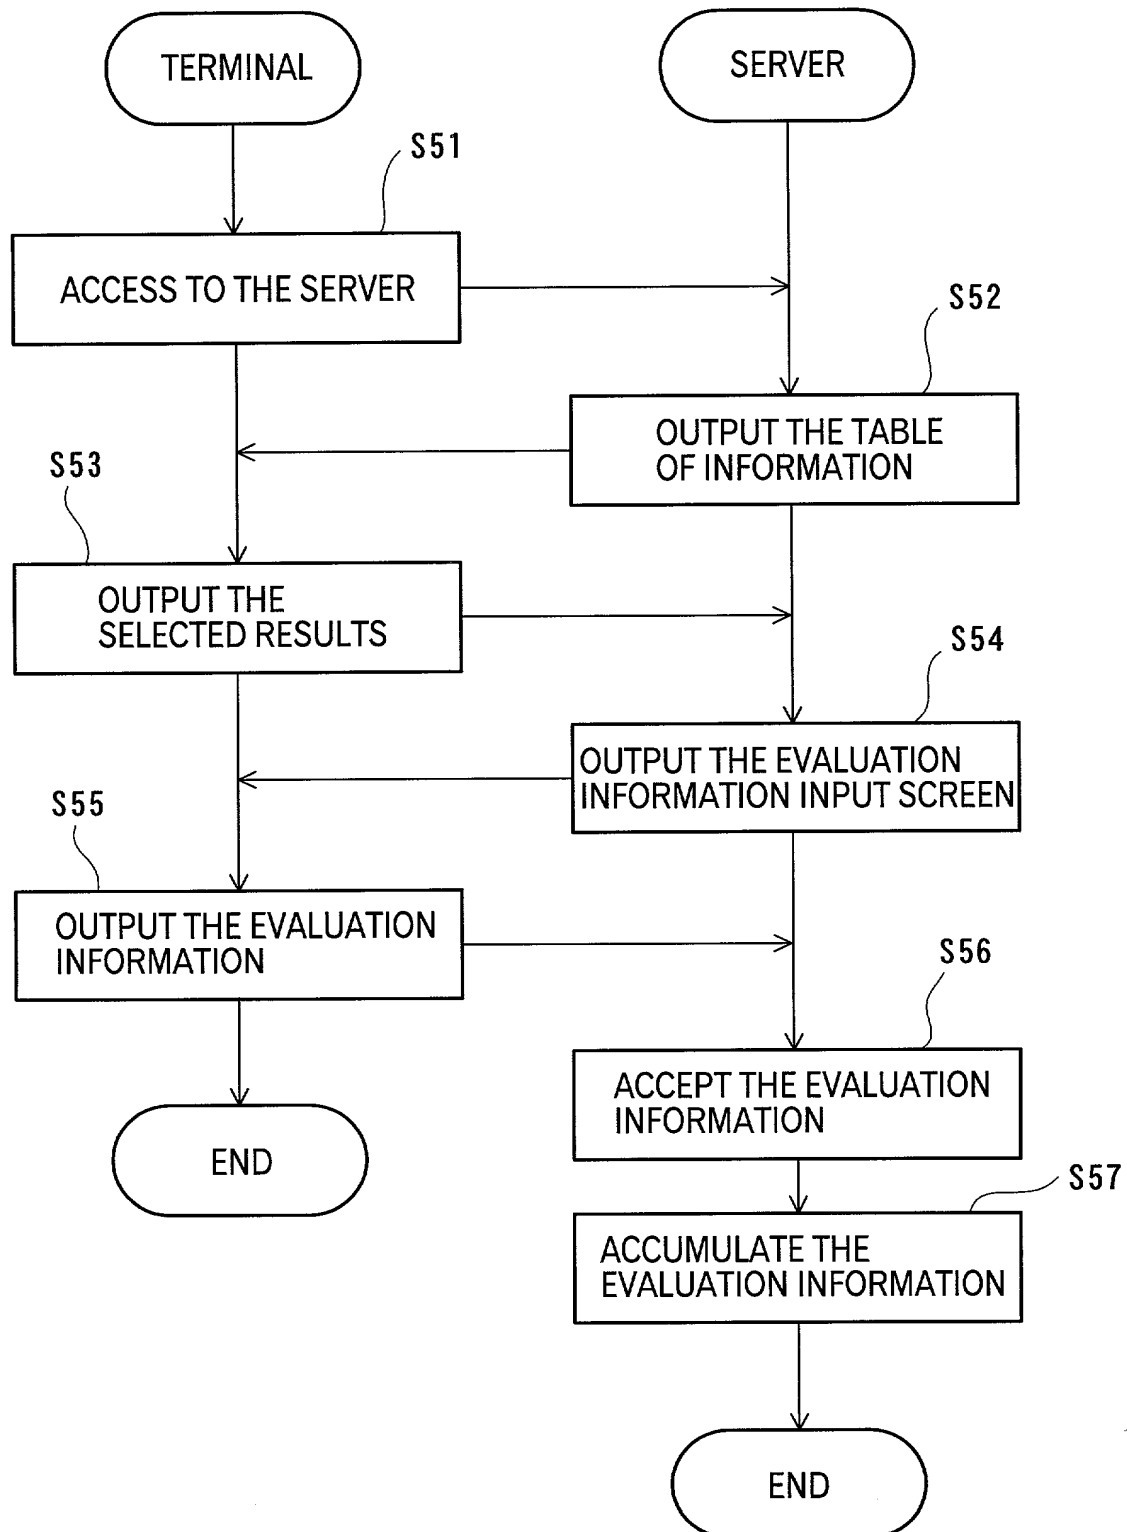 TERMINAL
SERVER
S51
ACCESS TO THE SERVER
S52
OUTPUT THE TABLE
OF INFORMATION
S53
OUTPUT THE
SELECTED RESULTS
S54
OUTPUT THE EVALUATION
INFORMATION INPUT SCREEN
S55
OUTPUT THE EVALUATION
INFORMATION
S56
ACCEPT THE EVALUATION
INFORMATION
END
S57
ACCUMULATE THE
EVALUATION INFORMATION
END